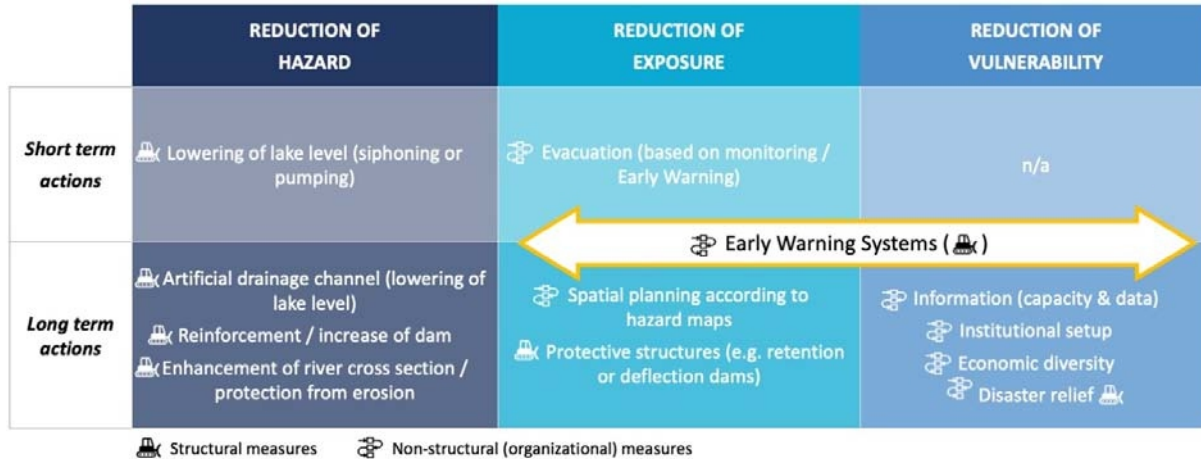 REDUCTION OF
HAZARD
REDUCTION OF
EXPOSURE
REDUCTION OF
VULNERABILITY
Short term
actions
Lowering of lake level (siphoning or
pumping)
Evacuation (based on monitoring /
Early Warning)
n/a
Early Warning Systems ( )
Long term
actions
Artificial drainage channel (lowering of
lake level)
Reinforcement / increase of dam
Enhancement of river cross section /
protection from erosion
Spatial planning according to
hazard maps
Protective structures (e.g. retention
or deflection dams)
Information (capacity & data)
Institutional setup
Economic diversity
Disaster relief
Structural measures
Non-structural (organizational) measures